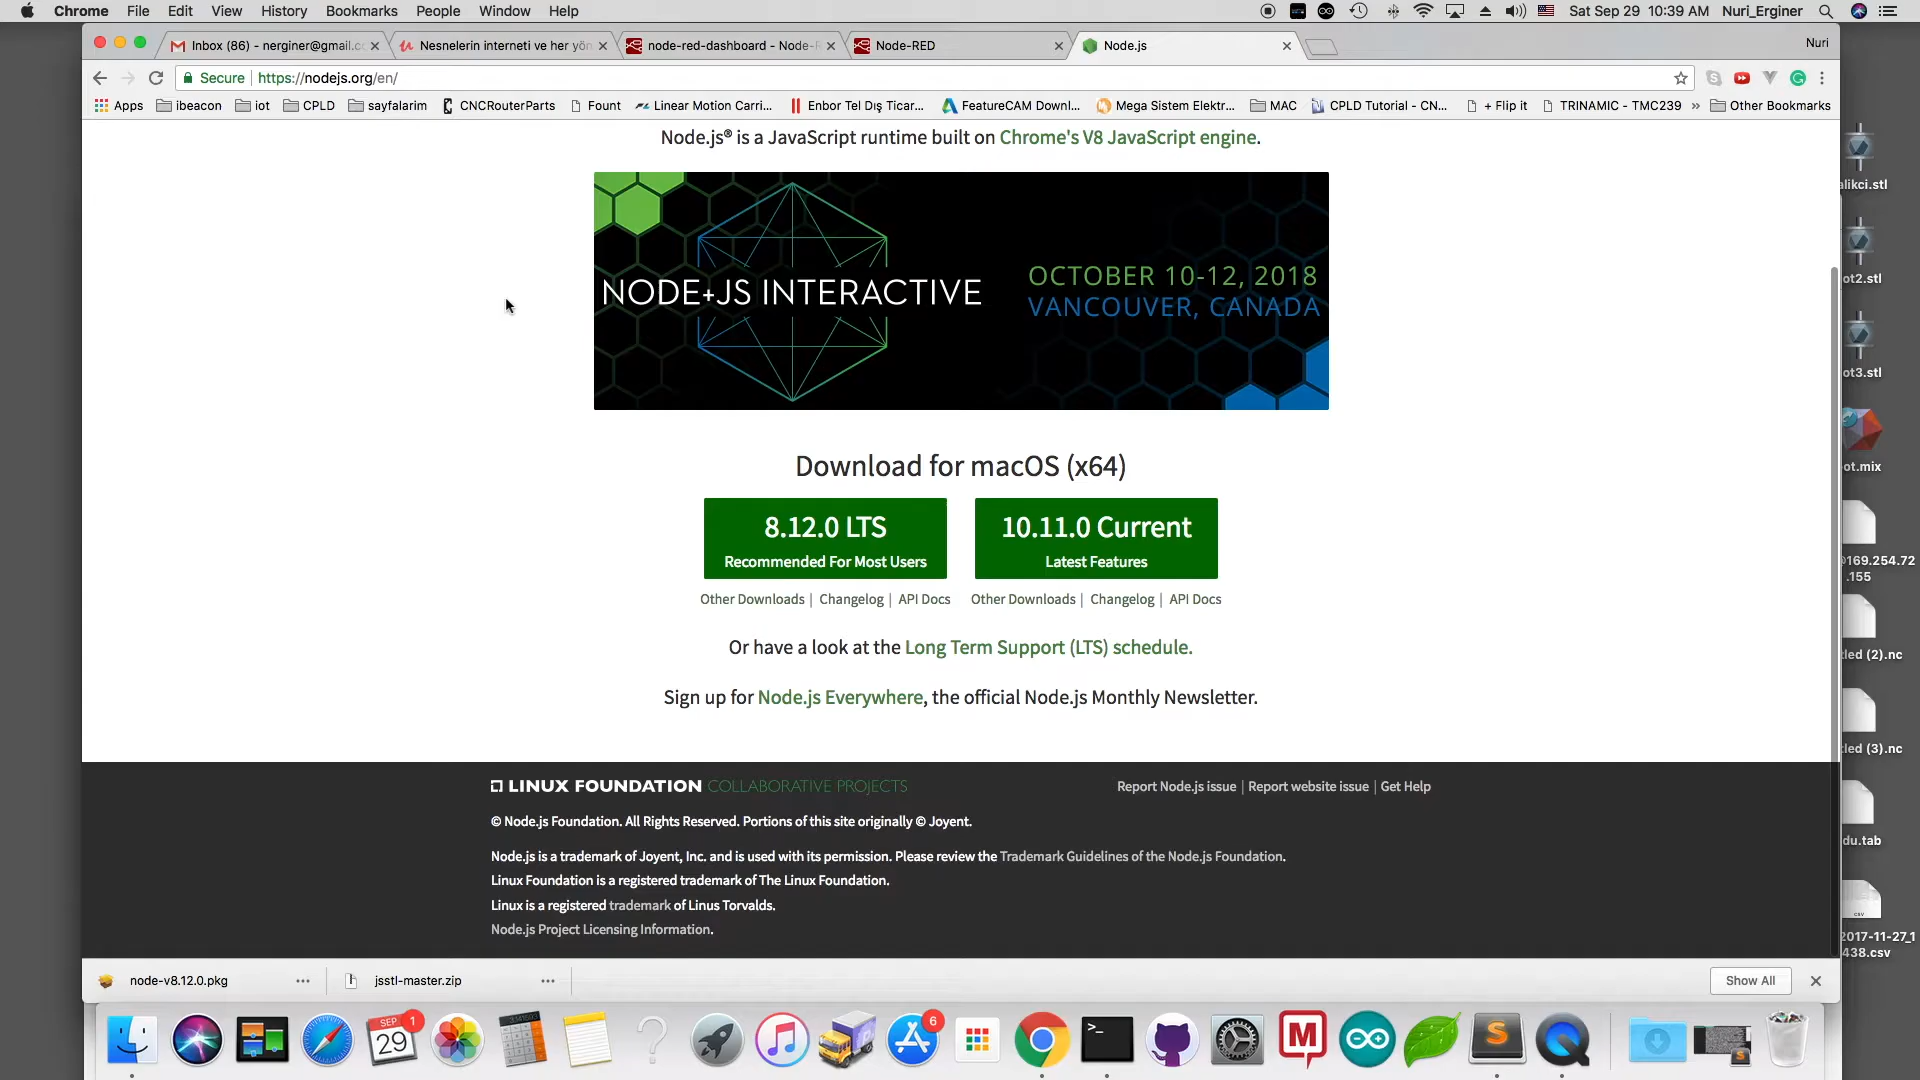 Chrome File Edit View History Bookmarks People Window Help Sat Sep 29 10:39 AM Nuri_Erginer
Inbox (86) - nerginer@gmail.c Nesnelerin interneti ve her yön node-red-dashboard - Node-R Node-RED Node.js Nuri
Secure https://nodejs.org/en/
Apps ibeacon iot CPLD sayfalarim CNCRouterParts Fount Linear Motion Carri... Enbor Tel Dış Ticar... FeatureCAM Downl... Mega Sistem Elektr... MAC CPLD Tutorial - CN... + Flip it TRINAMIC - TMC239 » Other Bookmarks
Node.js® is a JavaScript runtime built on Chrome's V8 JavaScript engine.
NODE+JS INTERACTIVE
OCTOBER 10-12, 2018
VANCOUVER, CANADA
Download for macOS (x64)
8.12.0 LTS
Recommended For Most Users
10.11.0 Current
Latest Features
Other Downloads | Changelog | API Docs
Other Downloads | Changelog | API Docs
Or have a look at the Long Term Support (LTS) schedule.
Sign up for Node.js Everywhere, the official Node.js Monthly Newsletter.
LINUX FOUNDATION COLLABORATIVE PROJECTS
Report Node.js issue | Report website issue | Get Help
© Node.js Foundation. All Rights Reserved. Portions of this site originally © Joyent.
Node.js is a trademark of Joyent, Inc. and is used with its permission. Please review the Trademark Guidelines of the Node.js Foundation.
Linux Foundation is a registered trademark of The Linux Foundation.
Linux is a registered trademark of Linus Torvalds.
Node.js Project Licensing Information.
alikci.stl
ot2.stl
ot3.stl
ot.mix
169.254.72
.155
tled (2).nc
tled (3).nc
du.tab
CSV
2017-11-27_1
438.csv
node-v8.12.0.pkg jsstl-master.zip Show All
SEP
29
1
6